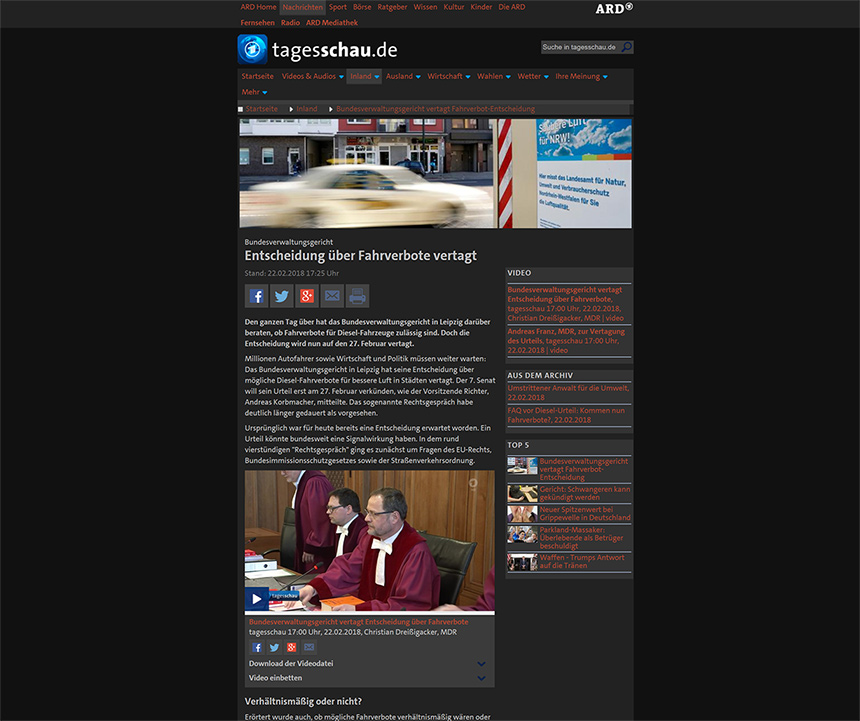 ARD Home Nachrichten Sport Börse Ratgeber Wissen Kultur Kinder Die ARD
ARD
Fernsehen Radio ARD Mediathek
tagesschau.de
Suche in tagesschau.de
Startseite Videos & Audios Inland Ausland Wirtschaft Wahlen Wetter Ihre Meinung
Mehr
Startseite Inland Bundesverwaltungsgericht vertagt Fahrverbot-Entscheidung
Luft
für NRW!
Hier misst das Landesamt für Natur,
Umwelt und Verbraucherschutz
Nordrhein-Westfalen für Sie
die Luftqualität.
Bundesverwaltungsgericht
Entscheidung über Fahrverbote vertagt
Stand: 22.02.2018 17:25 Uhr
Den ganzen Tag über hat das Bundesverwaltungsgericht in Leipzig darüber
beraten, ob Fahrverbote für Diesel-Fahrzeuge zulässig sind. Doch die
Entscheidung wird nun auf den 27. Februar vertagt.
Millionen Autofahrer sowie Wirtschaft und Politik müssen weiter warten:
Das Bundesverwaltungsgericht in Leipzig hat seine Entscheidung über
mögliche Diesel-Fahrverbote für bessere Luft in Städten vertagt. Der 7. Senat
will sein Urteil erst am 27. Februar verkünden, wie der Vorsitzende Richter,
Andreas Korbmacher, mitteilte. Das sogenannte Rechtsgespräch habe
deutlich länger gedauert als vorgesehen.
Ursprünglich war für heute bereits eine Entscheidung erwartet worden. Ein
Urteil könnte bundesweit eine Signalwirkung haben. In dem rund
vierstündigen "Rechtsgespräch" ging es zunächst um Fragen des EU-Rechts,
Bundesimmissionsschutzgesetzes sowie der Straßenverkehrsordnung.
tagesschau
Bundesverwaltungsgericht vertagt Entscheidung über Fahrverbote
tagesschau 17:00 Uhr, 22.02.2018, Christian Dreißigacker, MDR
Download der Videodatei
Video einbetten
Verhältnismäßig oder nicht?
Erörtert wurde auch, ob mögliche Fahrverbote verhältnismäßig wären oder
VIDEO
Bundesverwaltungsgericht vertagt
Entscheidung über Fahrverbote,
tagesschau 17:00 Uhr, 22.02.2018,
Christian Dreißigacker, MDR | video
Andreas Franz, MDR, zur Vertagung
des Urteils, tagesschau 17:00 Uhr,
22.02.2018 | video
AUS DEM ARCHIV
Umstrittener Anwalt für die Umwelt,
22.02.2018
FAQ vor Diesel-Urteil: Kommen nun
Fahrverbote?, 22.02.2018
TOP 5
Bundesverwaltungsgericht
vertagt Fahrverbot-
Entscheidung
Gericht: Schwangeren kann
gekündigt werden
Neuer Spitzenwert bei
Grippewelle in Deutschland
Parkland-Massaker:
Überlebende als Betrüger
beschuldigt
Waffen - Trumps Antwort
auf die Tränen